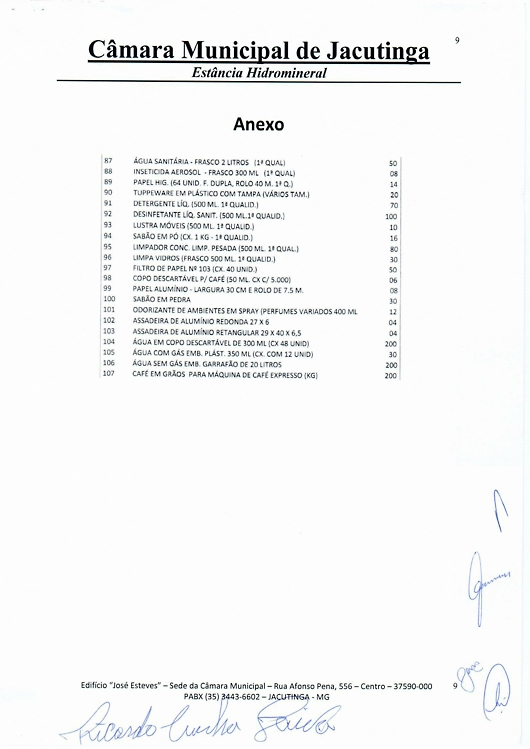 9
Câmara Municipal de Jacutinga
Estância Hidromineral
Anexo
87 ÁGUA SANITÁRIA - FRASCO 2 LITROS (1ª QUAL) 50
88 INSETICIDA AEROSOL - FRASCO 300 ML (1ª QUAL) 08
89 PAPEL HIG. (64 UNID. F. DUPLA, ROLO 40 M. 1ª Q.) 14
90 TUPPEWARE EM PLÁSTICO COM TAMPA (VÁRIOS TAM.) 20
91 DETERGENTE LÍQ. (500 ML. 1ª QUALID.) 70
92 DESINFETANTE LÍQ. SANIT. (500 ML.1ª QUALID.) 100
93 LUSTRA MÓVEIS (500 ML. 1ª QUALID.) 10
94 SABÃO EM PÓ (CX. 1 KG - 1ª QUALID.) 16
95 LIMPADOR CONC. LIMP. PESADA (500 ML. 1ª QUAL.) 80
96 LIMPA VIDROS (FRASCO 500 ML. 1ª QUALID.) 30
97 FILTRO DE PAPEL Nº 103 (CX. 40 UNID.) 50
98 COPO DESCARTÁVEL P/ CAFÉ (50 ML. CX C/ 5.000) 06
99 PAPEL ALUMÍNIO - LARGURA 30 CM E ROLO DE 7.5 M. 08
100 SABÃO EM PEDRA 30
101 ODORIZANTE DE AMBIENTES EM SPRAY (PERFUMES VARIADOS 400 ML 12
102 ASSADEIRA DE ALUMÍNIO REDONDA 27 X 6 04
103 ASSADEIRA DE ALUMÍNIO RETANGULAR 29 X 40 X 6,5 04
104 ÁGUA EM COPO DESCARTÁVEL DE 300 ML (CX 48 UNID) 200
105 ÁGUA COM GÁS EMB. PLÁST. 350 ML (CX. COM 12 UNID) 30
106 ÁGUA SEM GÁS EMB. GARRAFÃO DE 20 LITROS 200
107 CAFÉ EM GRÃOS PARA MÁQUINA DE CAFÉ EXPRESSO (KG) 200
Edifício "José Esteves" – Sede da Câmara Municipal – Rua Afonso Pena, 556 – Centro – 37590-000 9
PABX (35) 3443-6602 – JACUTINGA - MG
Ricardo Cunha